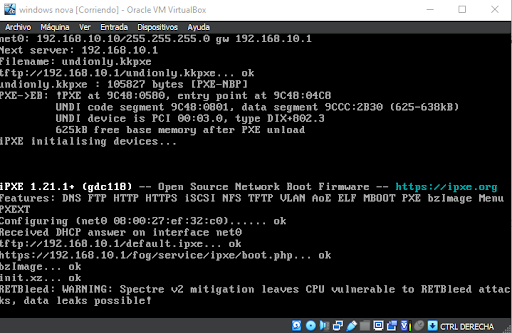 windows nova [Corriendo] - Oracle VM VirtualBox
Archivo Máquina Ver Entrada Dispositivos Ayuda
net0: 192.168.10.10/255.255.255.0 gw 192.168.10.1
Next server: 192.168.10.1
Filename: undionly.kkpxe
tftp://192.168.10.1/undionly.kkpxe... ok
undionly.kkpxe : 105827 bytes [PXE-NBP]
PXE->EB: !PXE at 9C48:0580, entry point at 9C48:04C8
UNDI code segment 9C48:0801, data segment 9CCC:2B30 (625-638kB)
UNDI device is PCI 00:03.0, type DIX+802.3
625kB free base memory after PXE unload
iPXE initialising devices...
iPXE 1.21.1+ (gdc118) -- Open Source Network Boot Firmware -- https://ipxe.org
Features: DNS FTP HTTP HTTPS iSCSI NFS TFTP VLAN AoE ELF MBOOT PXE bzImage Menu
PXEXT
Configuring (net0 08:00:27:ef:32:c0)...... ok
Received DHCP answer on interface net0
tftp://192.168.10.1/default.ipxe... ok
https://192.168.10.1/fog/service/ipxe/boot.php... ok
bzImage... ok
init.xz... ok
RETBleed: WARNING: Spectre v2 mitigation leaves CPU vulnerable to RETBleed attac
ks, data leaks possible!
CTRL DERECHA